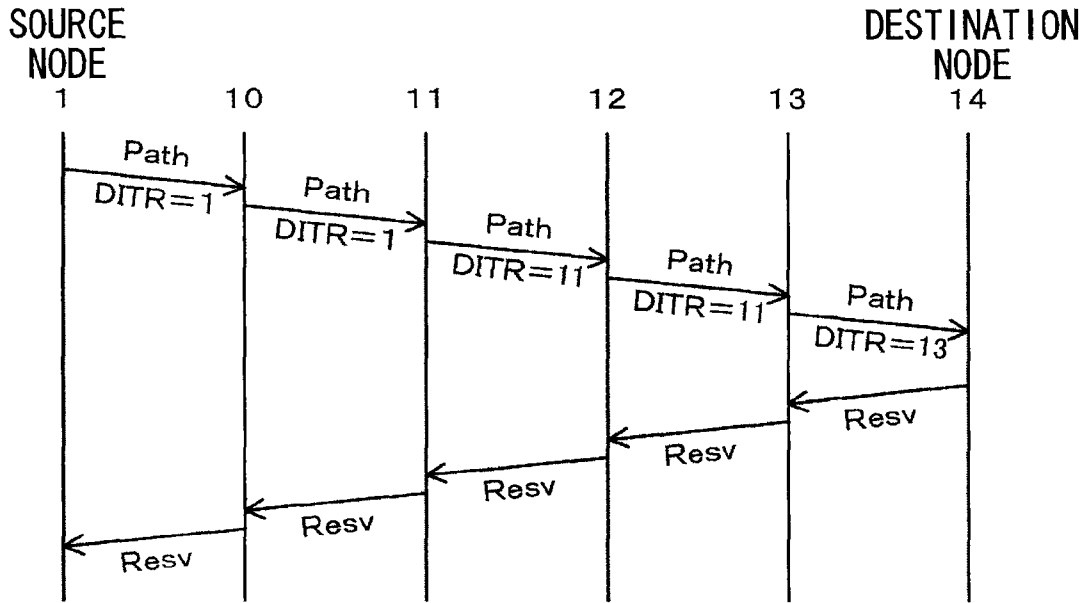 SOURCE
NODE
DESTINATION
NODE
1
10
11
12
13
14
Path
DITR=1
Path
DITR=1
Path
DITR=11
Path
DITR=11
Path
DITR=13
Resv
Resv
Resv
Resv
Resv